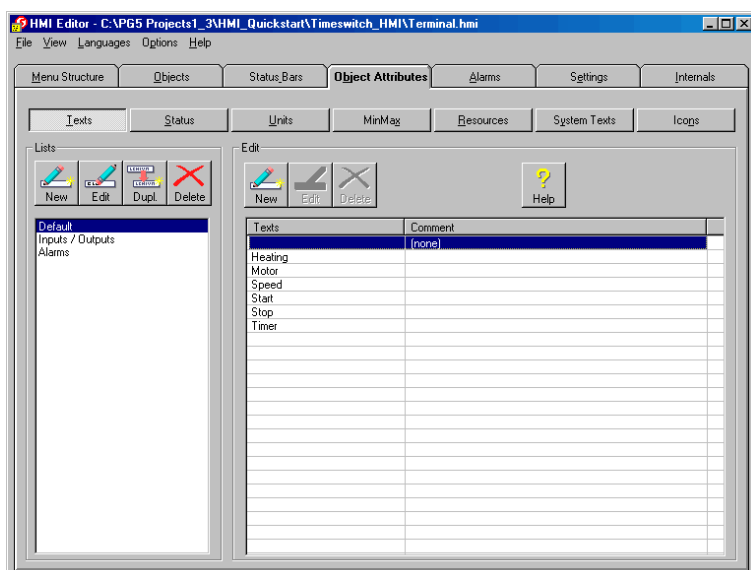 HMI Editor - C:\PG5 Projects1_3\HMI_Quickstart\Timeswitch_HMI\Terminal.hmi
File View Languages Options Help
Menu Structure Objects Status Bars Object Attributes Alarms Settings Internals
Texts Status Units MinMax Resources System Texts Icons
Lists Edit
New Edit Dupl. Delete New Edit Delete Help
Default
Inputs / Outputs
Alarms
Texts Comment
(none)
Heating
Motor
Speed
Start
Stop
Timer